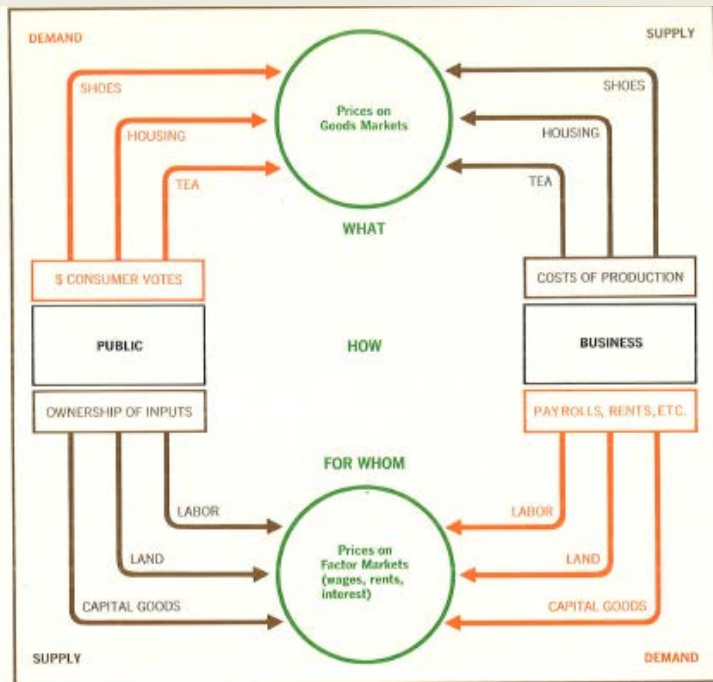 DEMAND
SUPPLY
SHOES
SHOES
Prices on
Goods Markets
HOUSING
HOUSING
TEA
TEA
WHAT
$ CONSUMER VOTES
COSTS OF PRODUCTION
PUBLIC
HOW
BUSINESS
OWNERSHIP OF INPUTS
PAYROLLS, RENTS, ETC.
FOR WHOM
LABOR
LABOR
Prices on
Factor Markets
(wages, rents,
interest)
LAND
LAND
CAPITAL GOODS
CAPITAL GOODS
SUPPLY
DEMAND